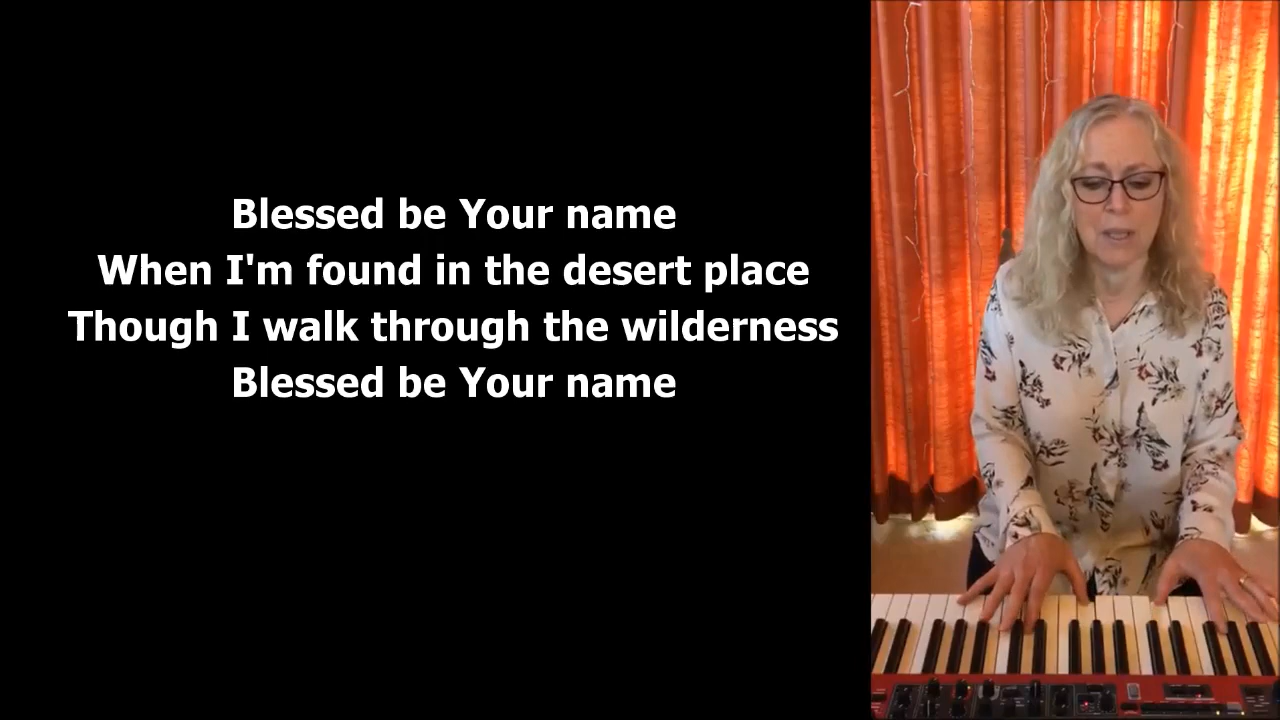 Blessed be Your name
When I'm found in the desert place
Though I walk through the wilderness
Blessed be Your name